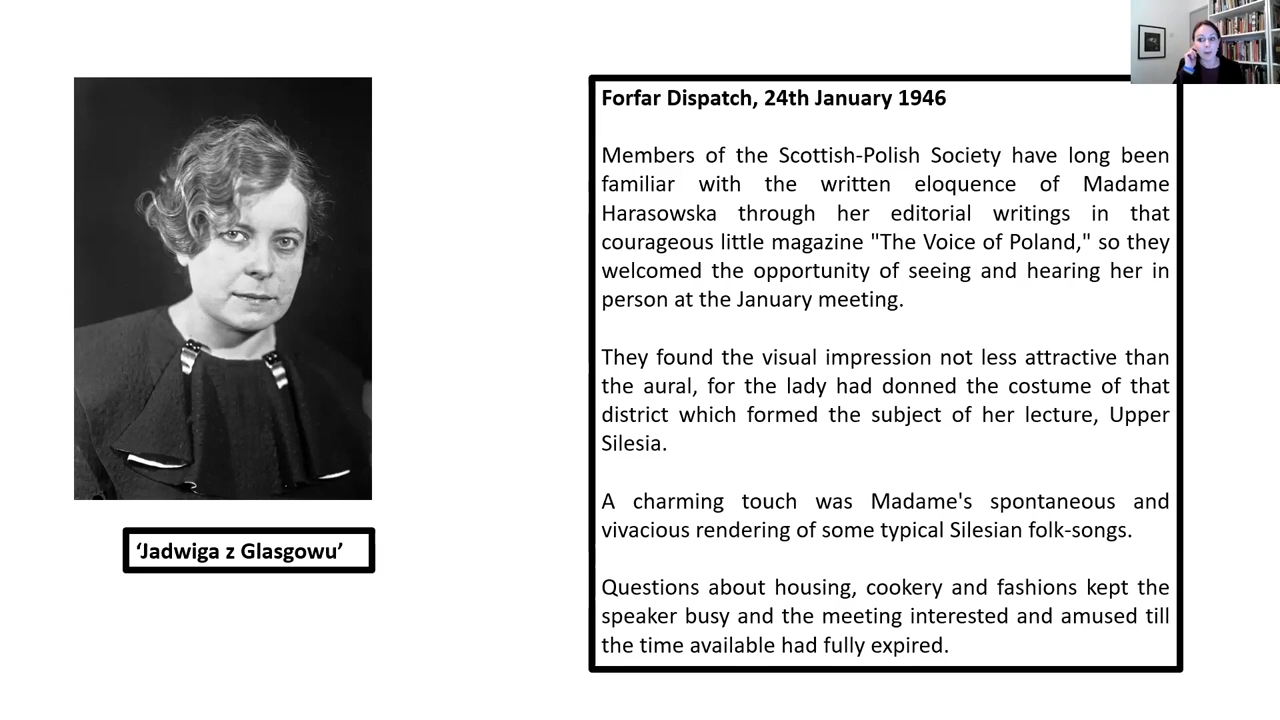 Forfar Dispatch, 24th January 1946
Members of the Scottish-Polish Society have long been
familiar with the written eloquence of Madame
Harasowska through her editorial writings in that
courageous little magazine "The Voice of Poland," so they
welcomed the opportunity of seeing and hearing her in
person at the January meeting.
They found the visual impression not less attractive than
the aural, for the lady had donned the costume of that
district which formed the subject of her lecture, Upper
Silesia.
A charming touch was Madame's spontaneous and
vivacious rendering of some typical Silesian folk-songs.
Questions about housing, cookery and fashions kept the
speaker busy and the meeting interested and amused till
the time available had fully expired.
‘Jadwiga z Glasgowu’